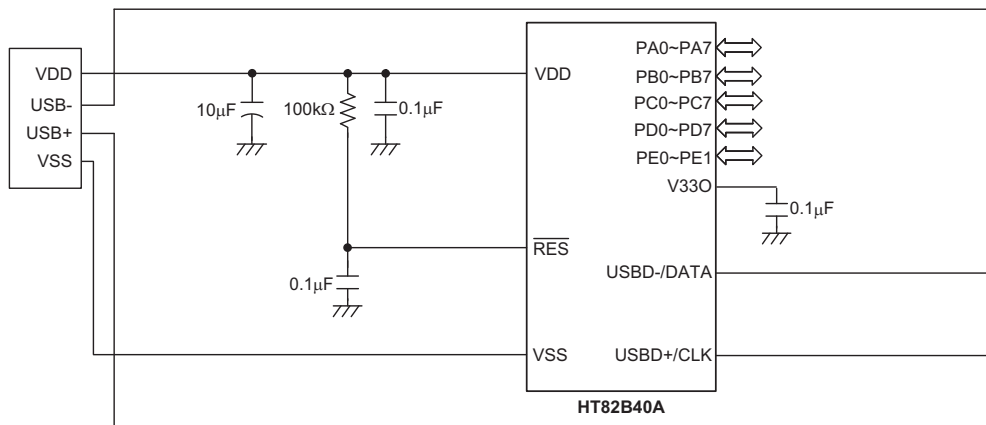 VDD
USB-
USB+
VSS
10μF
100kΩ
0.1μF
0.1μF
VDD
RES
VSS
PA0~PA7
PB0~PB7
PC0~PC7
PD0~PD7
PE0~PE1
V33O
0.1μF
USBD-/DATA
USBD+/CLK
HT82B40A